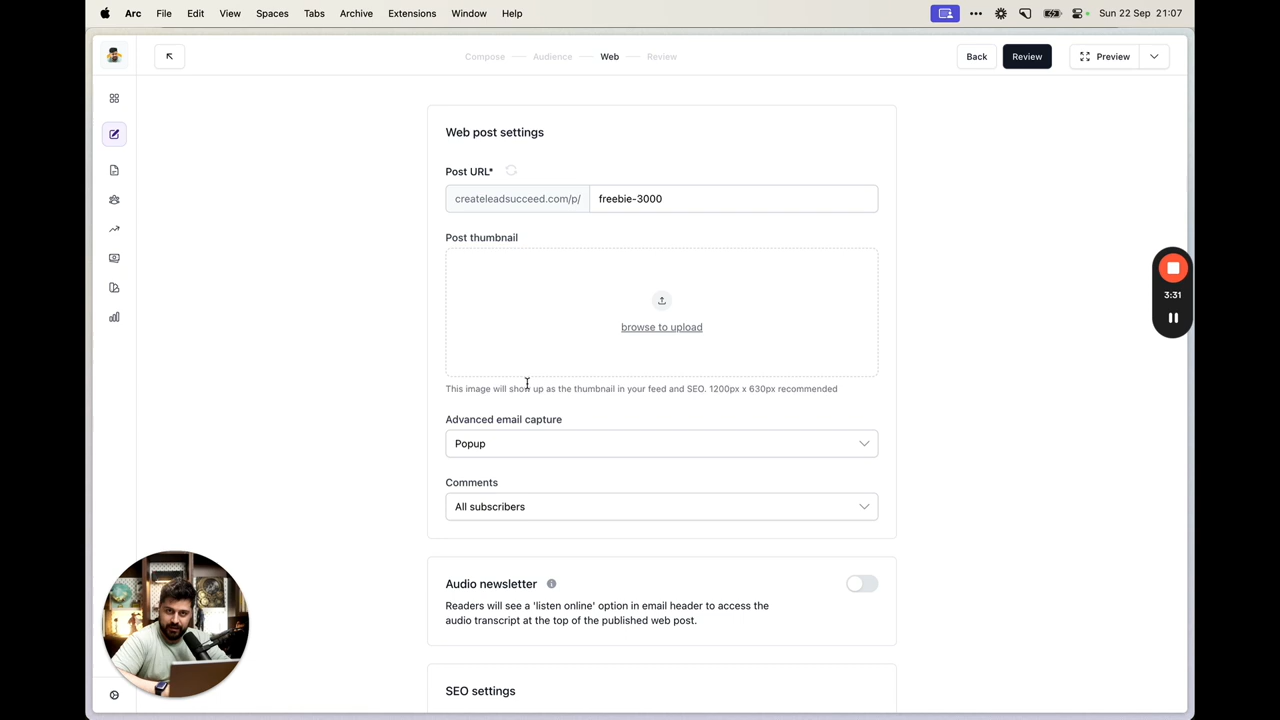 Arc File Edit View Spaces Tabs Archive Extensions Window Help Sun 22 Sep 21:07
Compose Audience Web Review Back Review Preview
Web post settings
Post URL*
createleadsucceed.com/p/ freebie-3000
Post thumbnail
browse to upload
3:31
This image will show up as the thumbnail in your feed and SEO. 1200px x 630px recommended
Advanced email capture
Popup
Comments
All subscribers
Audio newsletter
Readers will see a 'listen online' option in email header to access the
audio transcript at the top of the published web post.
SEO settings